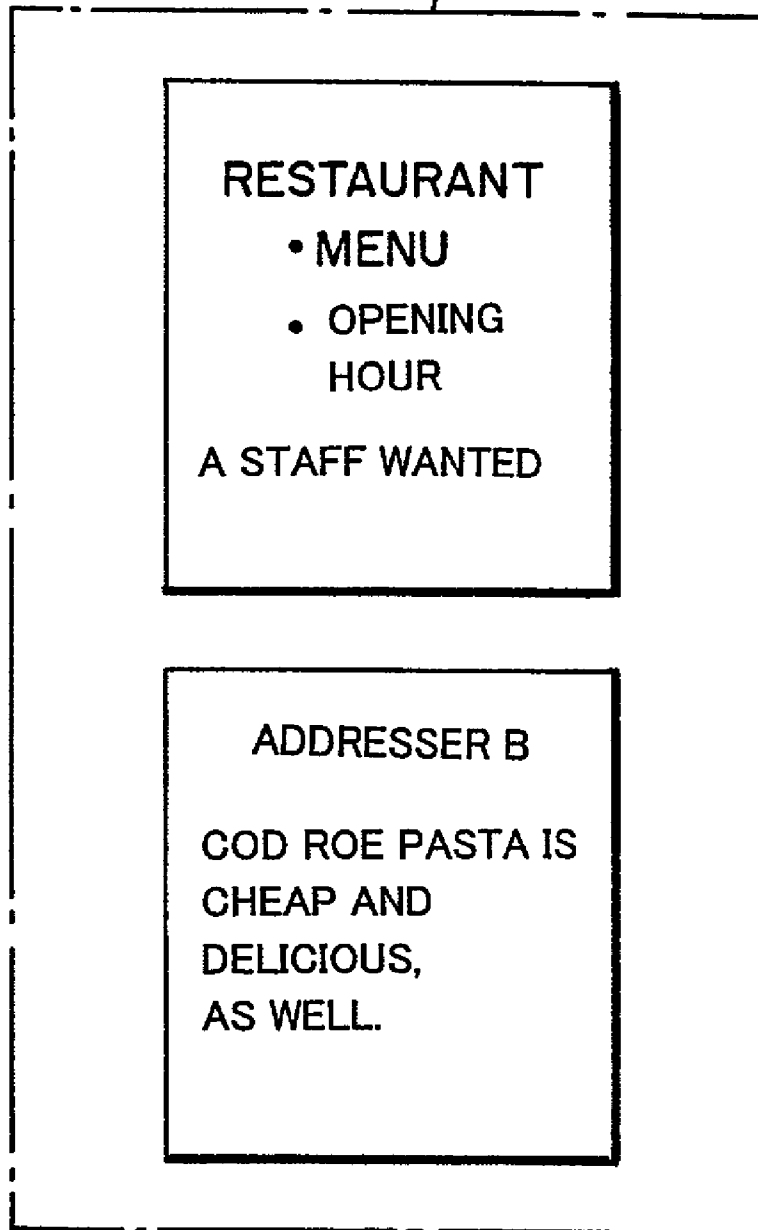 RESTAURANT
• MENU
• OPENING
HOUR
A STAFF WANTED
ADDRESSER B
COD ROE PASTA IS
CHEAP AND
DELICIOUS,
AS WELL.